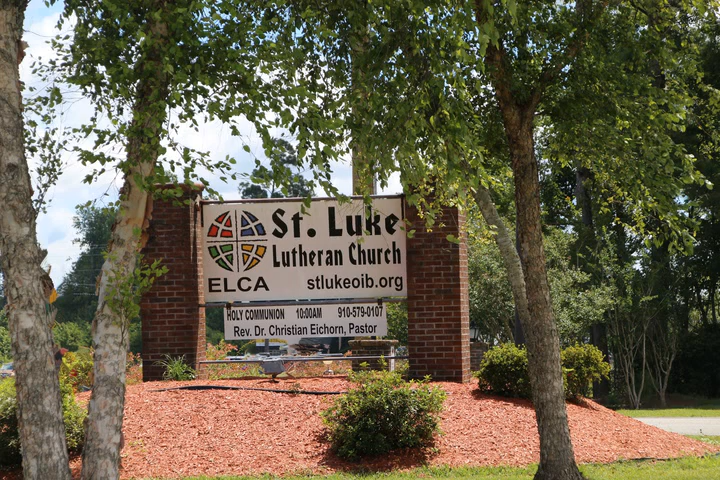 St. Luke
Lutheran Church
ELCA stlukeoib.org
HOLY COMMUNION 10:00AM 910-579-0107
Rev. Dr. Christian Eichorn, Pastor